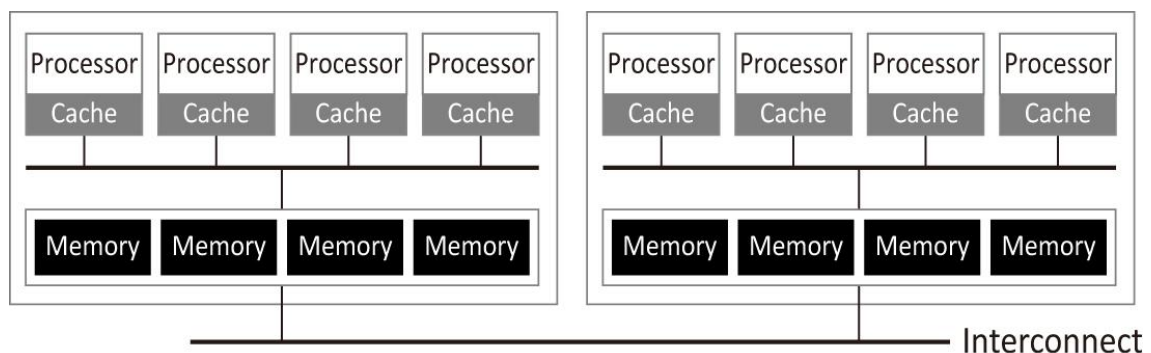 Processor Processor Processor Processor Processor Processor Processor Processor
Cache Cache Cache Cache Cache Cache Cache Cache
Memory Memory Memory Memory Memory Memory Memory Memory
Interconnect